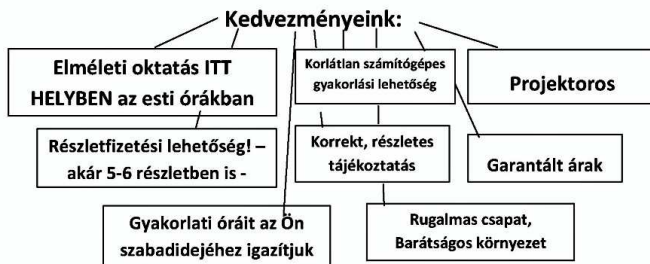 Kedvezményeink:
Elméleti oktatás ITT
HELYBEN az esti órákban
Korlátlan számítógépes
gyakorlási lehetőség
Projektoros
Részletfizetési lehetőség! –
akár 5-6 részletben is -
Korrekt, részletes
tájékoztatás
Garantált árak
Gyakorlati óráit az Ön
szabadidejéhez igazítjuk
Rugalmas csapat,
Barátságos környezet